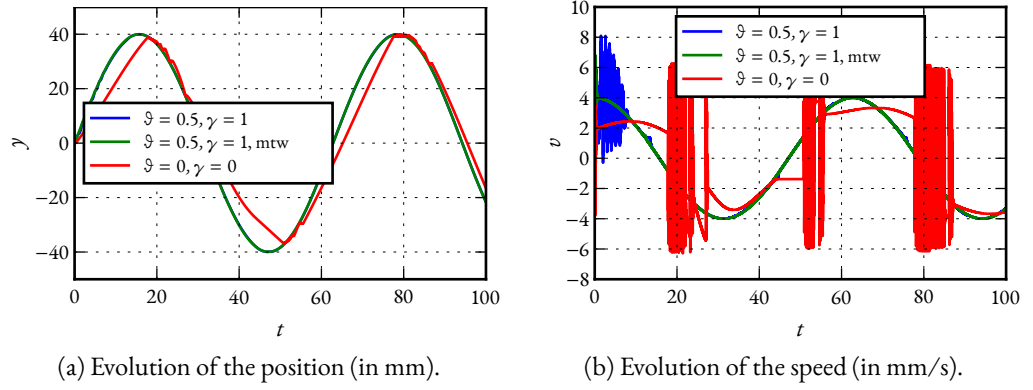 40
20
0
−20
−40
y
ϑ = 0.5, γ = 1
ϑ = 0.5, γ = 1, mtw
ϑ = 0, γ = 0
0 20 40 60 80 100
t
(a) Evolution of the position (in mm).
8
6
4
2
0
−2
−4
−6
−8
v
ϑ = 0.5, γ = 1
ϑ = 0.5, γ = 1, mtw
ϑ = 0, γ = 0
0 20 40 60 80 100
t
(b) Evolution of the speed (in mm/s).